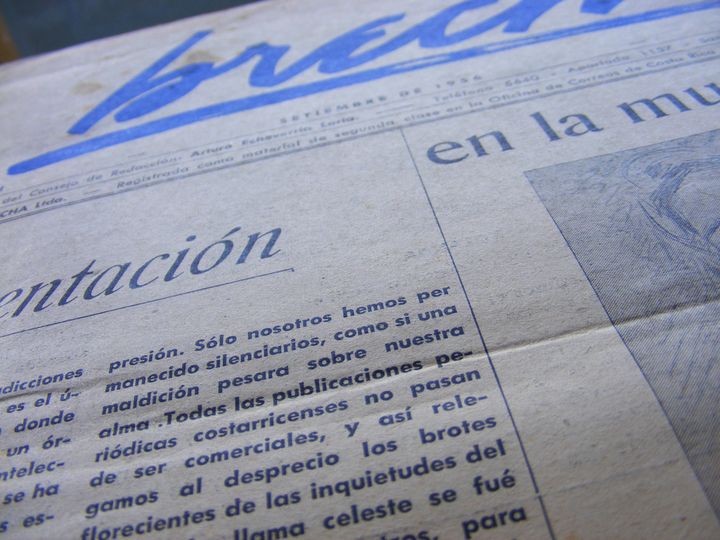 brech
SETIEMBRE DE 1956
del Consejo de Redacción: Arturo Echeverría Loría. — Teléfono 6640 - Apartado 1157 -
CHA Ltda. — Registrada como material de segunda clase en la Oficina de Correos de Costa Rica
entación
en la mu
adicciones
es el ú-
donde
un ór-
ntelec-
se ha
s es-
presión. Sólo nosotros hemos per
manecido silenciarios, como si una
maldición pesara sobre nuestra
alma .Todas las publicaciones pe-
riódicas costarricenses no pasan
de ser comerciales, y así rele-
gamos al desprecio los brotes
florecientes de las inquietudes del
llama celeste se fué
para